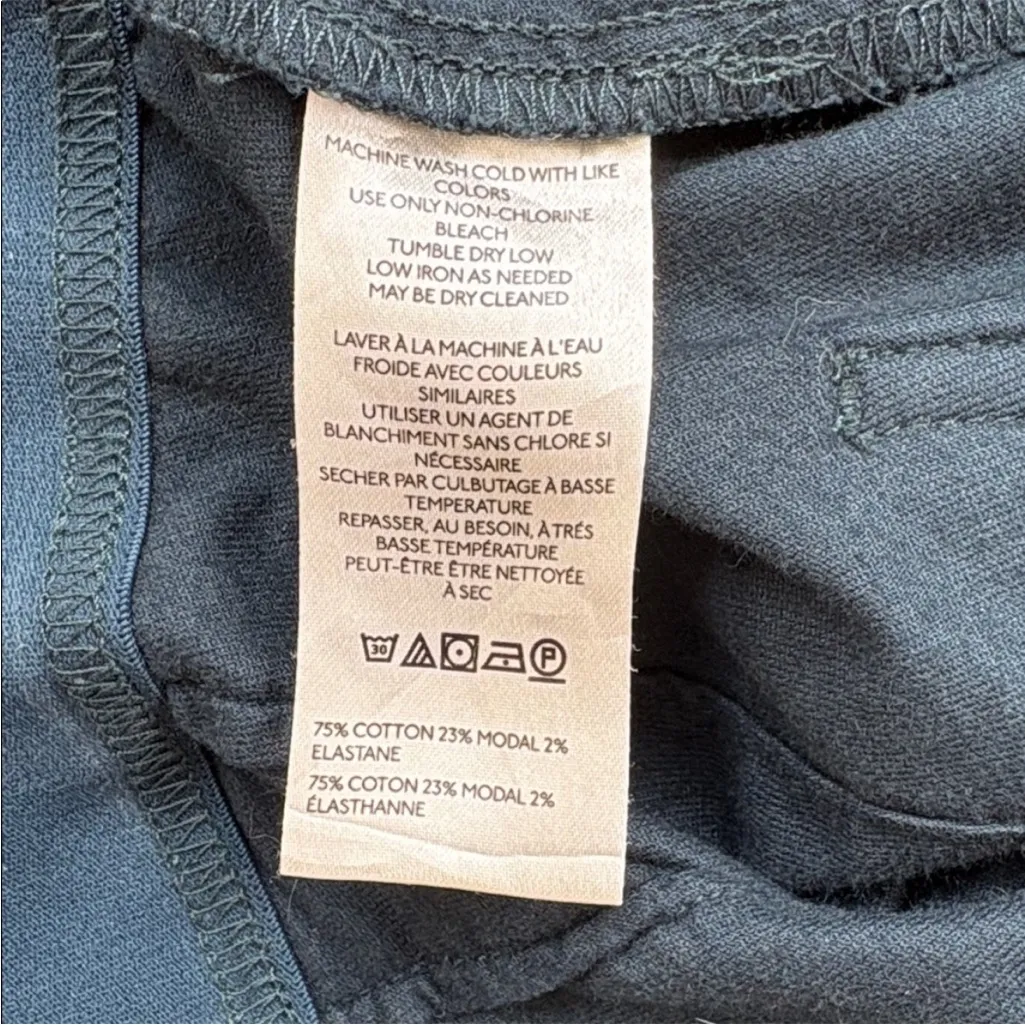 MACHINE WASH COLD WITH LIKE
COLORS
USE ONLY NON-CHLORINE
BLEACH
TUMBLE DRY LOW
LOW IRON AS NEEDED
MAY BE DRY CLEANED
LAVER À LA MACHINE À L'EAU
FROIDE AVEC COULEURS
SIMILAIRES
UTILISER UN AGENT DE
BLANCHIMENT SANS CHLORE SI
NÉCESSAIRE
SECHER PAR CULBUTAGE À BASSE
TEMPERATURE
REPASSER, AU BESOIN, À TRÉS
BASSE TEMPÉRATURE
PEUT-ÊTRE ÊTRE NETTOYÉE
À SEC
30 P
75% COTTON 23% MODAL 2%
ELASTANE
75% COTON 23% MODAL 2%
ÉLASTHANNE